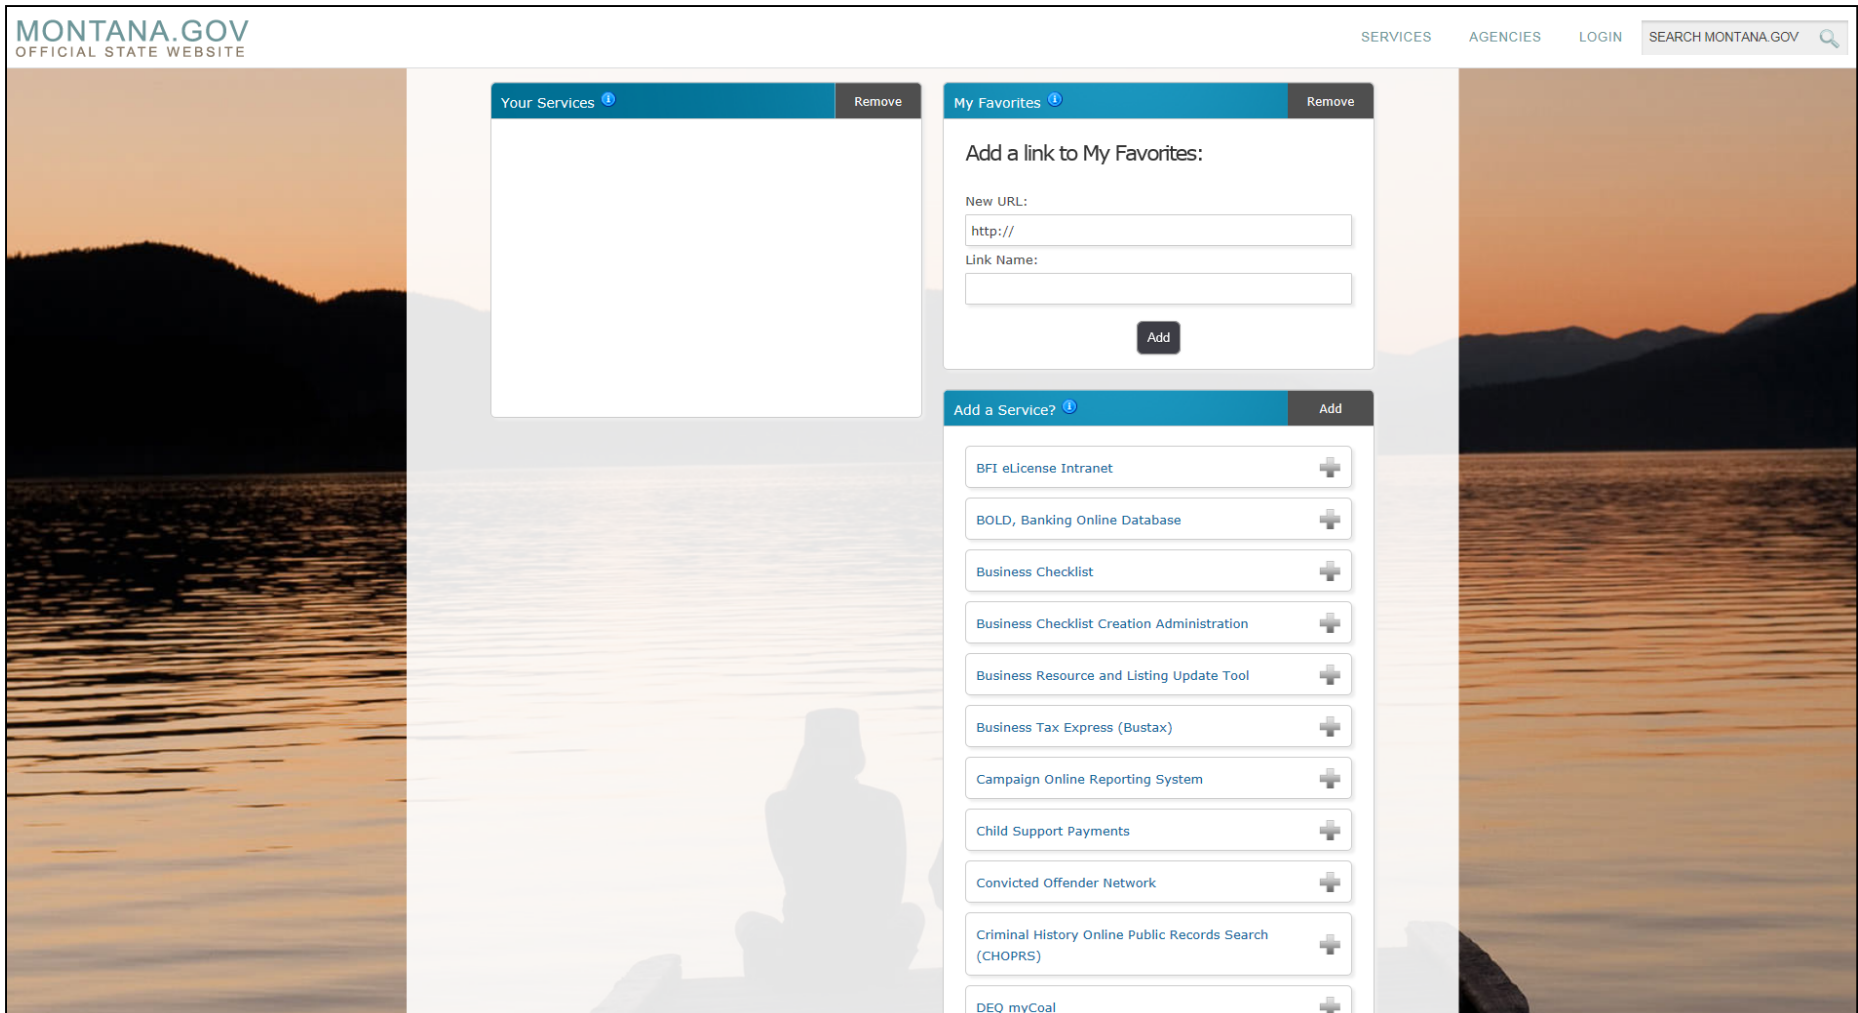 MONTANA.GOV
OFFICIAL STATE WEBSITE
SERVICES
AGENCIES
LOGIN
SEARCH MONTANA.GOV
Your Services
Remove
My Favorites
Remove
Add a link to My Favorites:
New URL:
http://
Link Name:
Add
Add a Service?
Add
BFI eLicense Intranet
BOLD, Banking Online Database
Business Checklist
Business Checklist Creation Administration
Business Resource and Listing Update Tool
Business Tax Express (Bustax)
Campaign Online Reporting System
Child Support Payments
Convicted Offender Network
Criminal History Online Public Records Search
(CHOPRS)
DEQ myCoal